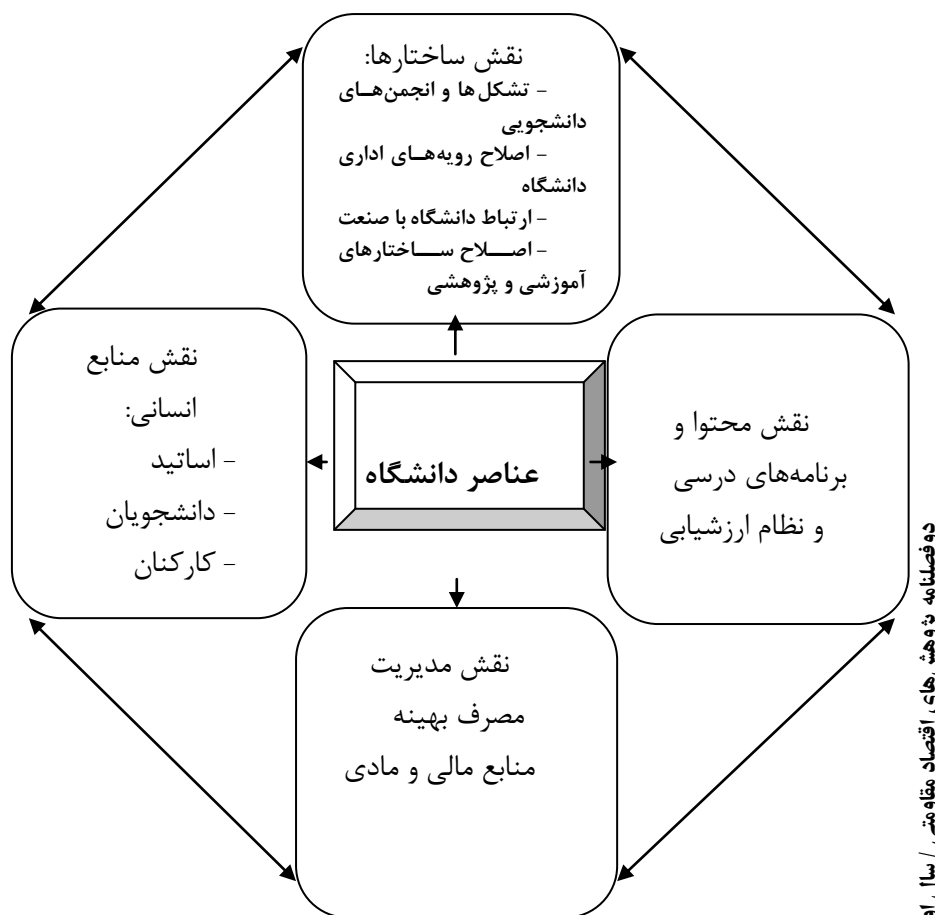 نقش ساختارها:
- تشکل‌ها و انجمن‌های
دانشجویی
- اصلاح رویه‌های اداری
دانشگاه
- ارتباط دانشگاه با صنعت
- اصلاح ساختارهای
آموزشی و پژوهشی
نقش محتوا و
برنامه‌های درسی
و نظام ارزشیابی
عناصر دانشگاه
نقش منابع
انسانی:
- اساتید
- دانشجویان
- کارکنان
نقش مدیریت
مصرف بهینه
منابع مالی و مادی
دوفصلنامه پژوهش‌های اقتصاد مقاومتی / سال